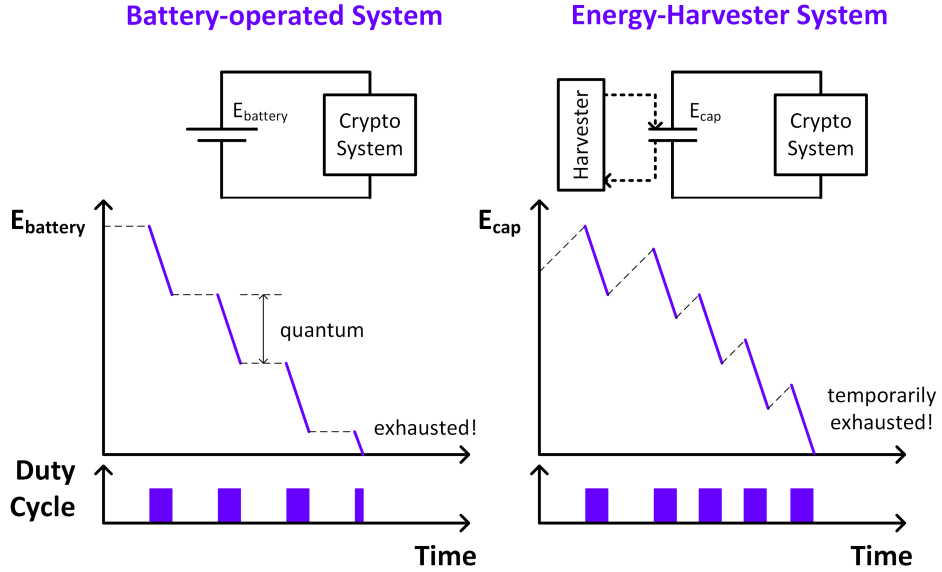 Battery-operated System
Energy-Harvester System
Ebattery
Crypto
System
Harvester
Ecap
Crypto
System
Ebattery
quantum
exhausted!
Ecap
temporarily
exhausted!
Duty
Cycle
Time
Time